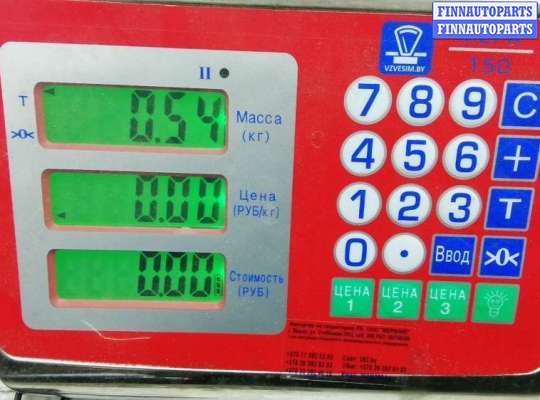 FINNAUTOPARTS
FINNAUTOPARTS
VZVESIM.BY
150
II
T
>0<
0.54
Масса
(кг)
0.00
Цена
(РУБ/кг)
0.00
Стоимость
(РУБ)
7 8 9 C
4 5 6 +
1 2 3 T
0 . Ввод >0<
ЦЕНА 1 ЦЕНА 2 ЦЕНА 3